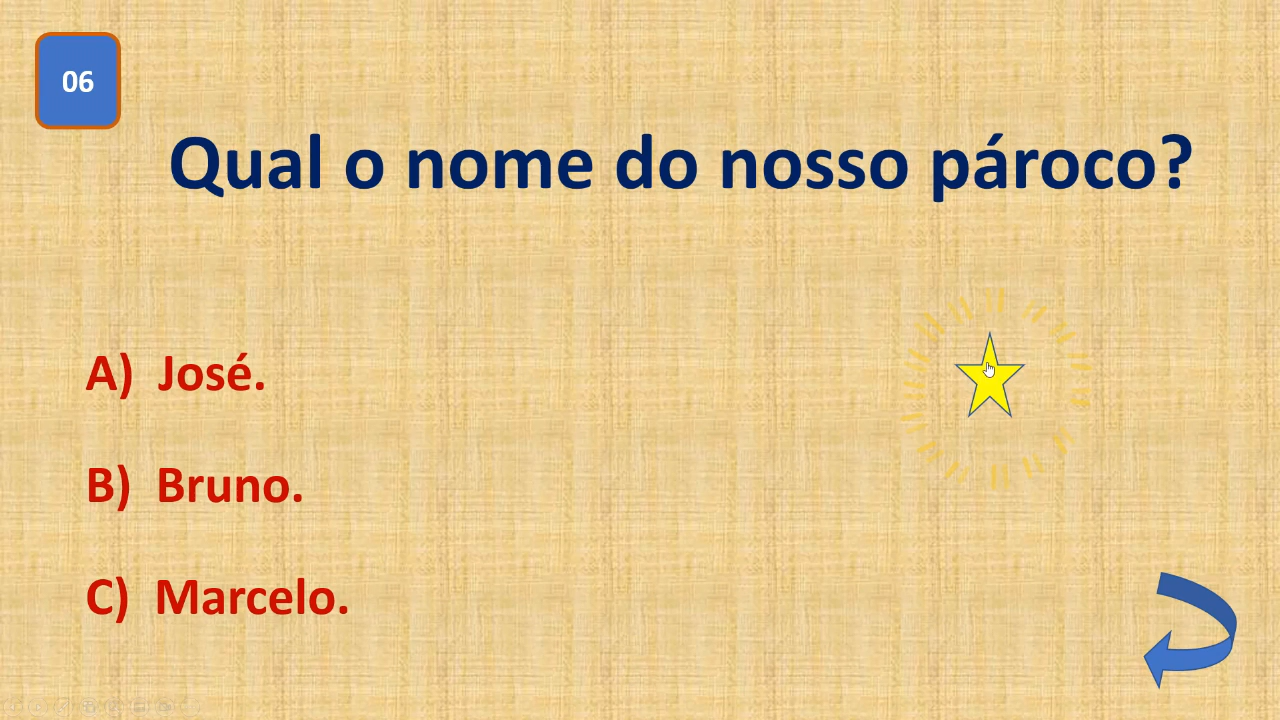 06
Qual o nome do nosso pároco?
A) José.
B) Bruno.
C) Marcelo.